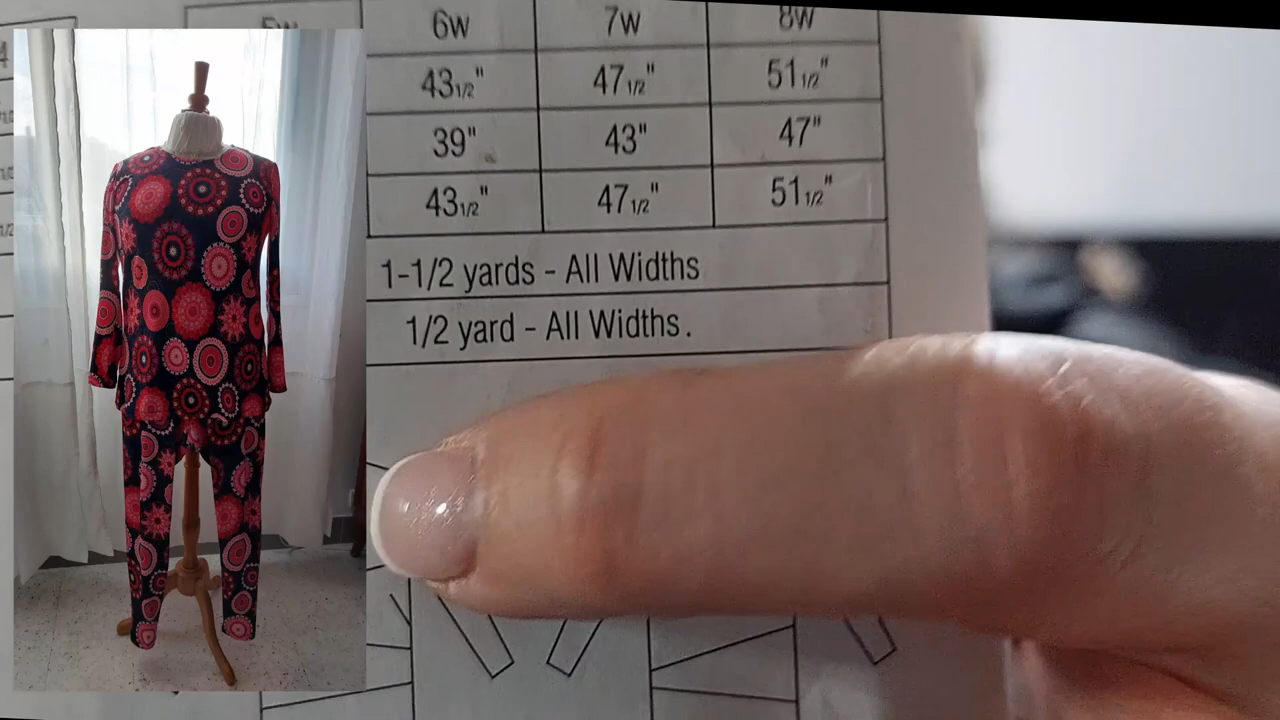 5w 6w 7w 8w
43 1/2" 47 1/2" 51 1/2"
39" 43" 47"
43 1/2" 47 1/2" 51 1/2"
1-1/2 yards - All Widths
1/2 yard - All Widths.